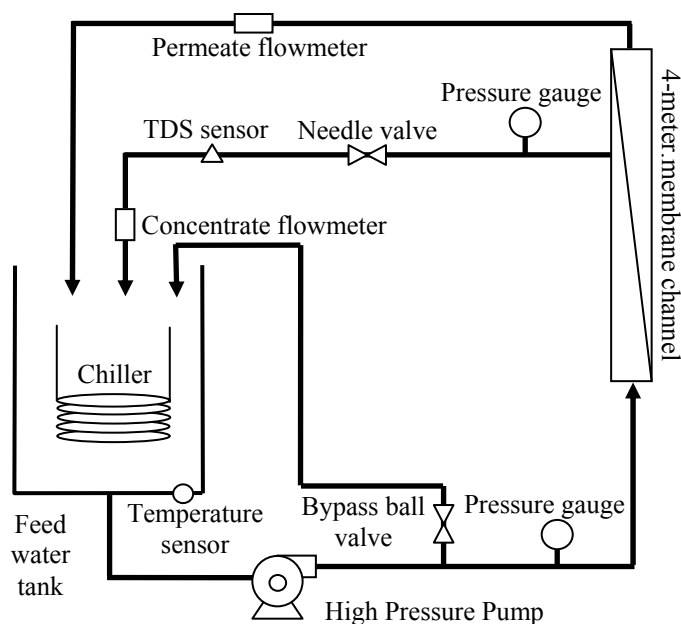 Permeate flowmeter
Pressure gauge
4-meter.membrane channel
TDS sensor
Needle valve
Concentrate flowmeter
Chiller
Temperature
sensor
Feed
water
tank
Bypass ball
valve
Pressure gauge
High Pressure Pump